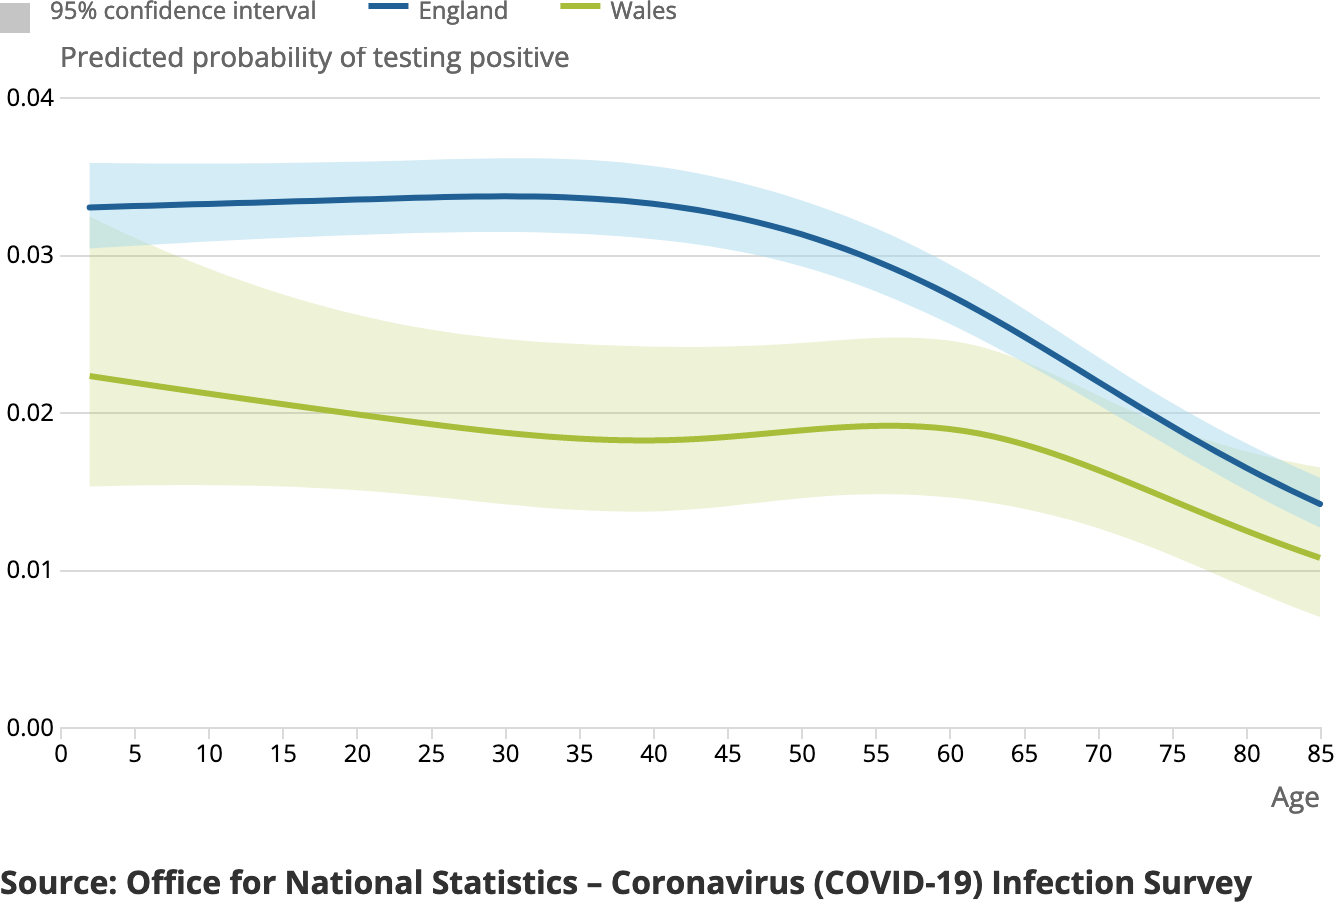 95% confidence interval England Wales
Predicted probability of testing positive
0.04
0.03
0.02
0.01
0.00
0 5 10 15 20 25 30 35 40 45 50 55 60 65 70 75 80 85
Age
Source: Office for National Statistics – Coronavirus (COVID-19) Infection Survey